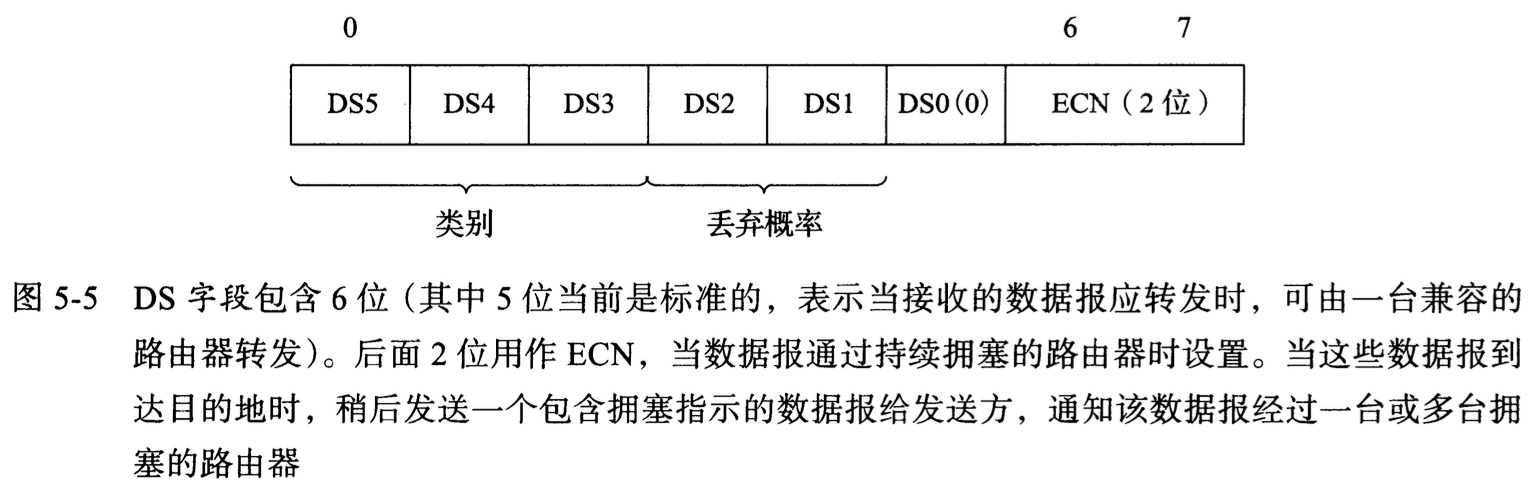 0 6 7
DS5 DS4 DS3 DS2 DS1 DS0(0) ECN（2 位）
类别 丢弃概率
图 5-5 DS 字段包含 6 位（其中 5 位当前是标准的，表示当接收的数据报应转发时，可由一台兼容的
路由器转发）。后面 2 位用作 ECN，当数据报通过持续拥塞的路由器时设置。当这些数据报到
达目的地时，稍后发送一个包含拥塞指示的数据报给发送方，通知该数据报经过一台或多台拥
塞的路由器